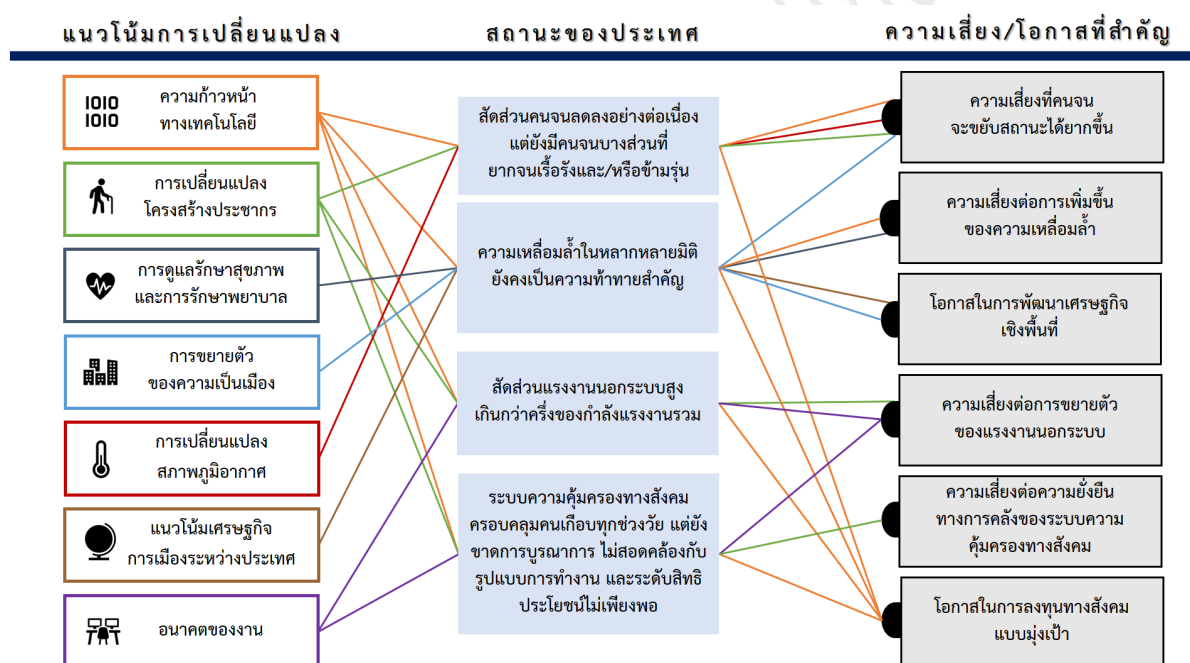 แนวโน้มการเปลี่ยนแปลง
สถานะของประเทศ
ความเสี่ยง/โอกาสที่สำคัญ
1010
1010
ความก้าวหน้า
ทางเทคโนโลยี
การเปลี่ยนแปลง
โครงสร้างประชากร
การดูแลรักษาสุขภาพ
และการรักษาพยาบาล
การขยายตัว
ของความเป็นเมือง
การเปลี่ยนแปลง
สภาพภูมิอากาศ
แนวโน้มเศรษฐกิจ
การเมืองระหว่างประเทศ
อนาคตของงาน
สัดส่วนคนจนลดลงอย่างต่อเนื่อง
แต่ยังมีคนจนบางส่วนที่
ยากจนเรื้อรังและ/หรือข้ามรุ่น
ความเหลื่อมล้ำในหลากหลายมิติ
ยังคงเป็นความท้าทายสำคัญ
สัดส่วนแรงงานนอกระบบสูง
เกินกว่าครึ่งของกำลังแรงงานรวม
ระบบความคุ้มครองทางสังคม
ครอบคลุมคนเกือบทุกช่วงวัย แต่ยัง
ขาดการบูรณาการ ไม่สอดคล้องกับ
รูปแบบการทำงาน และระดับสิทธิ
ประโยชน์ไม่เพียงพอ
ความเสี่ยงที่คนจน
จะขยับสถานะได้ยากขึ้น
ความเสี่ยงต่อการเพิ่มขึ้น
ของความเหลื่อมล้ำ
โอกาสในการพัฒนาเศรษฐกิจ
เชิงพื้นที่
ความเสี่ยงต่อการขยายตัว
ของแรงงานนอกระบบ
ความเสี่ยงต่อความยั่งยืน
ทางการคลังของระบบความ
คุ้มครองทางสังคม
โอกาสในการลงทุนทางสังคม
แบบมุ่งเป้า